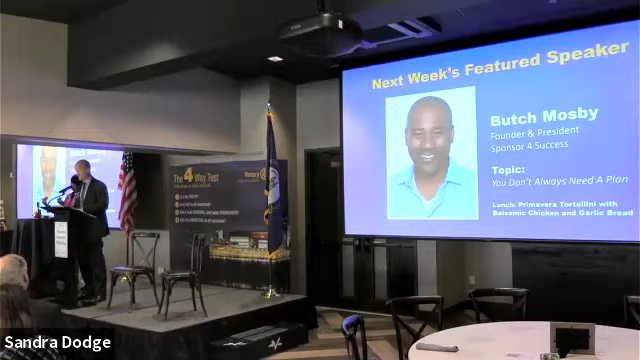 Next Week's Featured Speaker
Butch Mosby
Founder & President
Sponsor 4 Success
Topic:
You Don't Always Need A Plan
Lunch: Primavera Tortellini with
Balsamic Chicken and Garlic Bread
The 4 Way Test
Rotary
Sandra Dodge